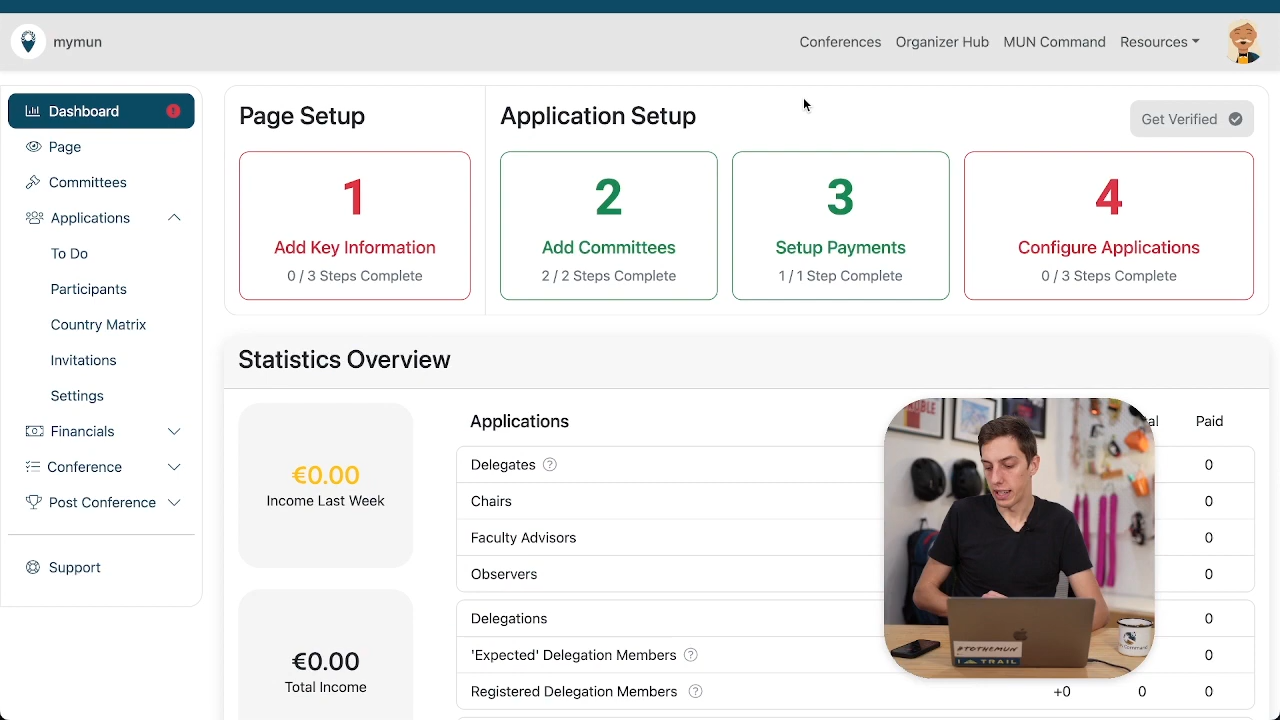 mymun
Conferences
Organizer Hub
MUN Command
Resources
Dashboard
Page
Committees
Applications
To Do
Participants
Country Matrix
Invitations
Settings
Financials
Conference
Post Conference
Support
Page Setup
1
Add Key Information
0 / 3 Steps Complete
Application Setup
Get Verified
2
Add Committees
2 / 2 Steps Complete
3
Setup Payments
1 / 1 Step Complete
4
Configure Applications
0 / 3 Steps Complete
Statistics Overview
€0.00
Income Last Week
€0.00
Total Income
Applications
Paid
Delegates
0
Chairs
0
Faculty Advisors
0
Observers
0
Delegations
0
'Expected' Delegation Members
0
Registered Delegation Members
+0
0
0
#TOTHEMUN
TRAIL